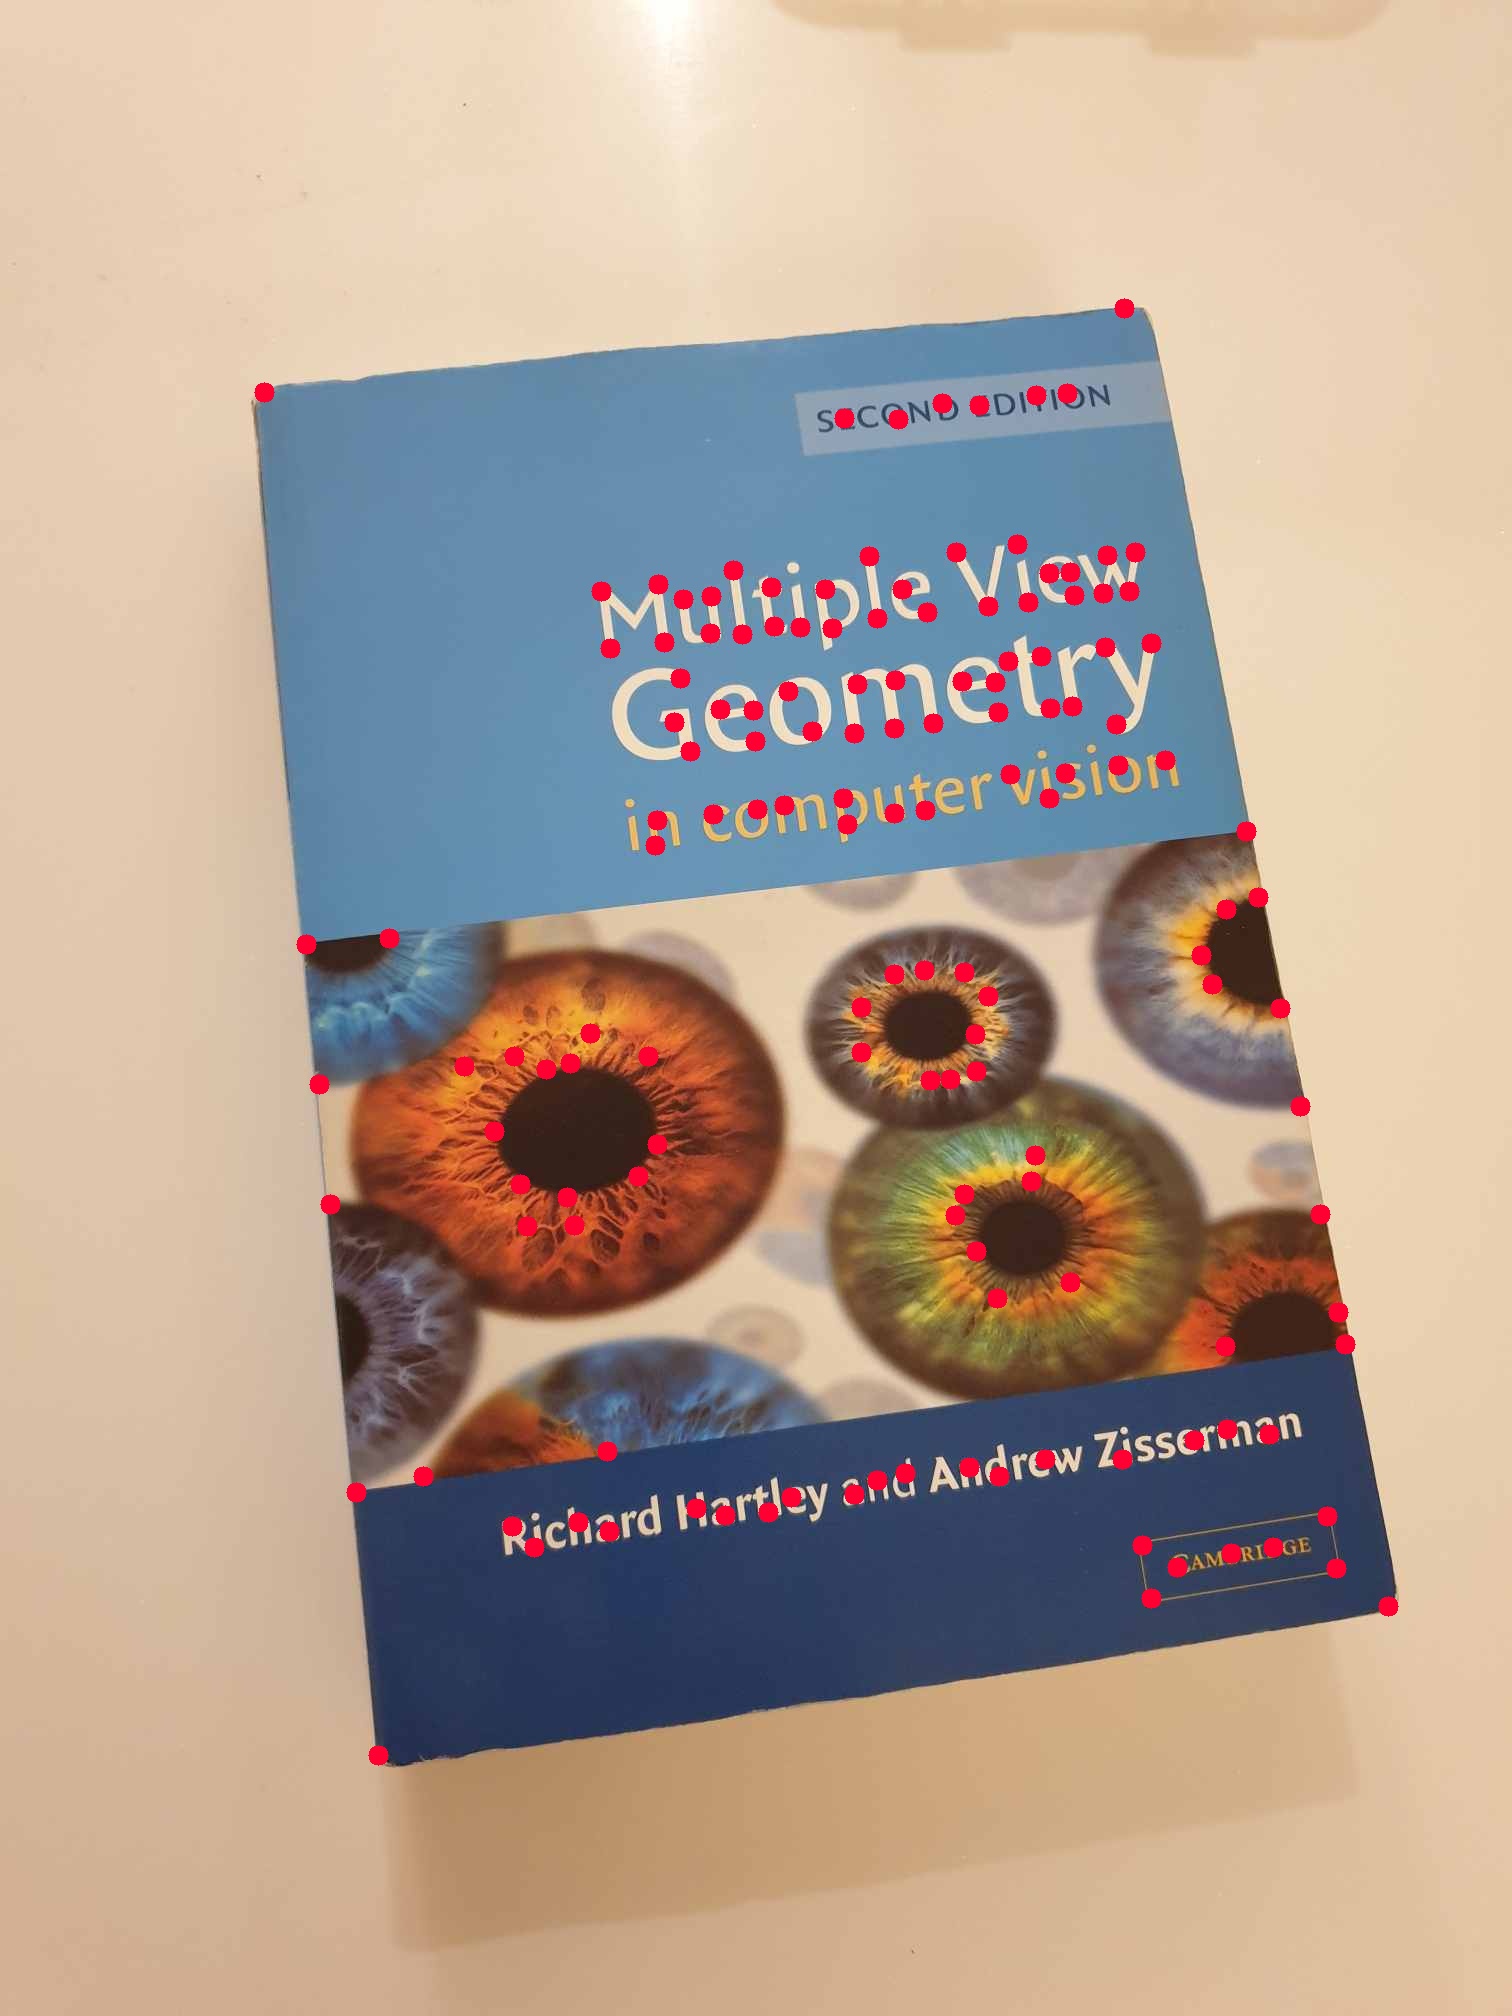 SECOND EDITION
Multiple View
Geometry
in computer vision
Richard Hartley and Andrew Zisserman
CAMBRIDGE